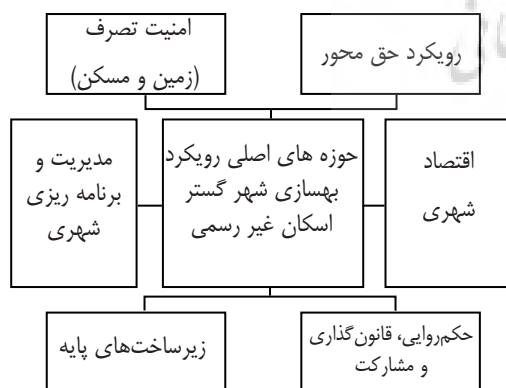 رویکرد حق محور
امنیت تصرف
(زمین و مسکن)
اقتصاد
شهری
حوزه های اصلی رویکرد
بهسازی شهر گستر
اسکان غیر رسمی
مدیریت و
برنامه ریزی
شهری
حکم‌روایی، قانون‌گذاری
و مشارکت
زیرساخت‌های پایه